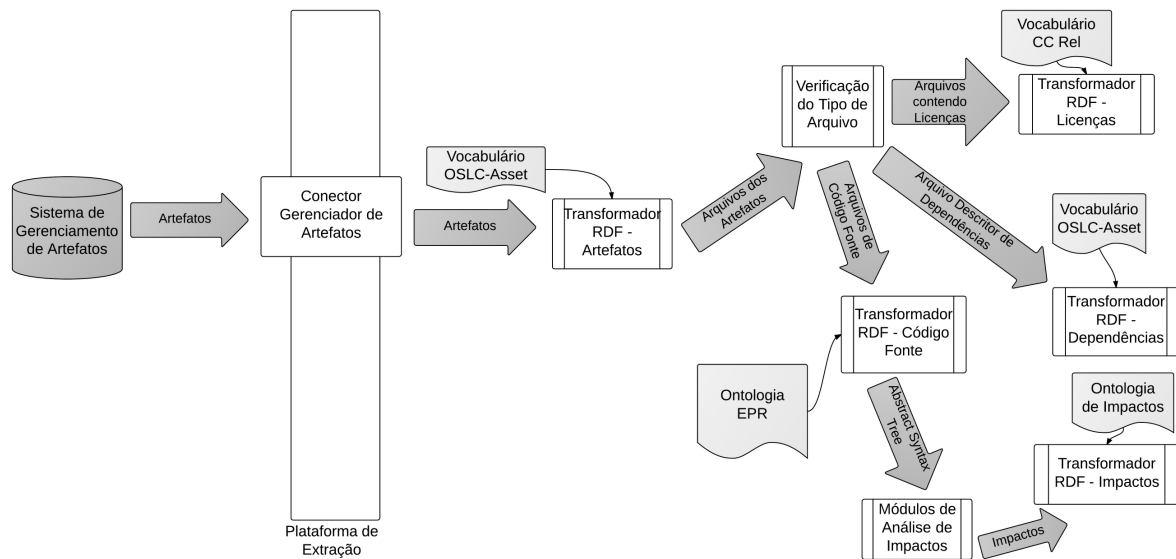 Sistema de
Gerenciamento
de Artefatos
Artefatos
Conector
Gerenciador de
Artefatos
Plataforma de
Extração
Artefatos
Vocabulário
OSLC-Asset
Transformador
RDF -
Artefatos
Arquivos dos
Artefatos
Verificação
do Tipo de
Arquivo
Arquivos
contendo
Licenças
Vocabulário
CC Rel
Transformador
RDF -
Licenças
Arquivos de
Código Fonte
Arquivo Descritor de
Dependências
Vocabulário
OSLC-Asset
Transformador
RDF -
Dependências
Transformador
RDF - Código
Fonte
Ontologia
EPR
Abstract Syntax
Tree
Módulos de
Análise de
Impactos
Impactos
Ontologia
de Impactos
Transformador
RDF - Impactos